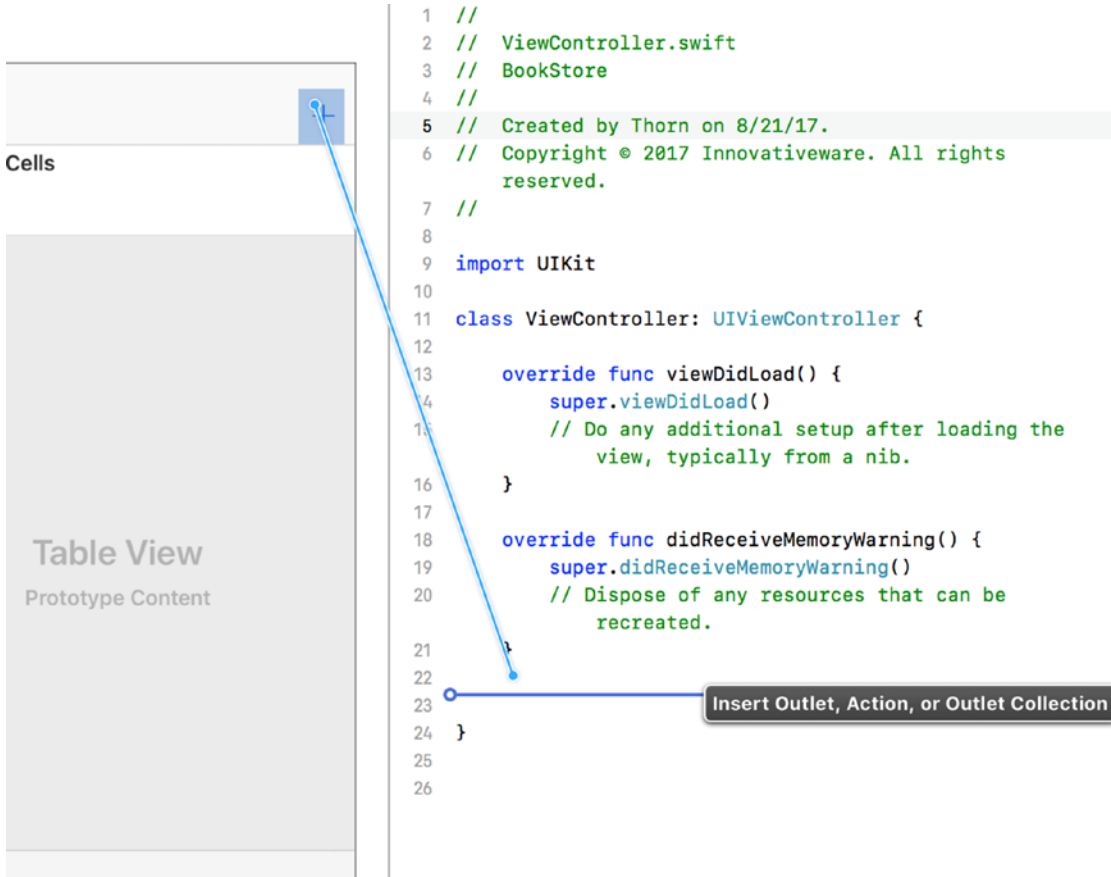 Cells
Table View
Prototype Content
1 //
2 // ViewController.swift
3 // BookStore
4 //
5 // Created by Thorn on 8/21/17.
6 // Copyright © 2017 Innovativeware. All rights
reserved.
7 //
8
9 import UIKit
10
11 class ViewController: UIViewController {
12
13 override func viewDidLoad() {
14 super.viewDidLoad()
15 // Do any additional setup after loading the
view, typically from a nib.
16 }
17
18 override func didReceiveMemoryWarning() {
19 super.didReceiveMemoryWarning()
20 // Dispose of any resources that can be
recreated.
21 }
22
23
Insert Outlet, Action, or Outlet Collection
24 }
25
26